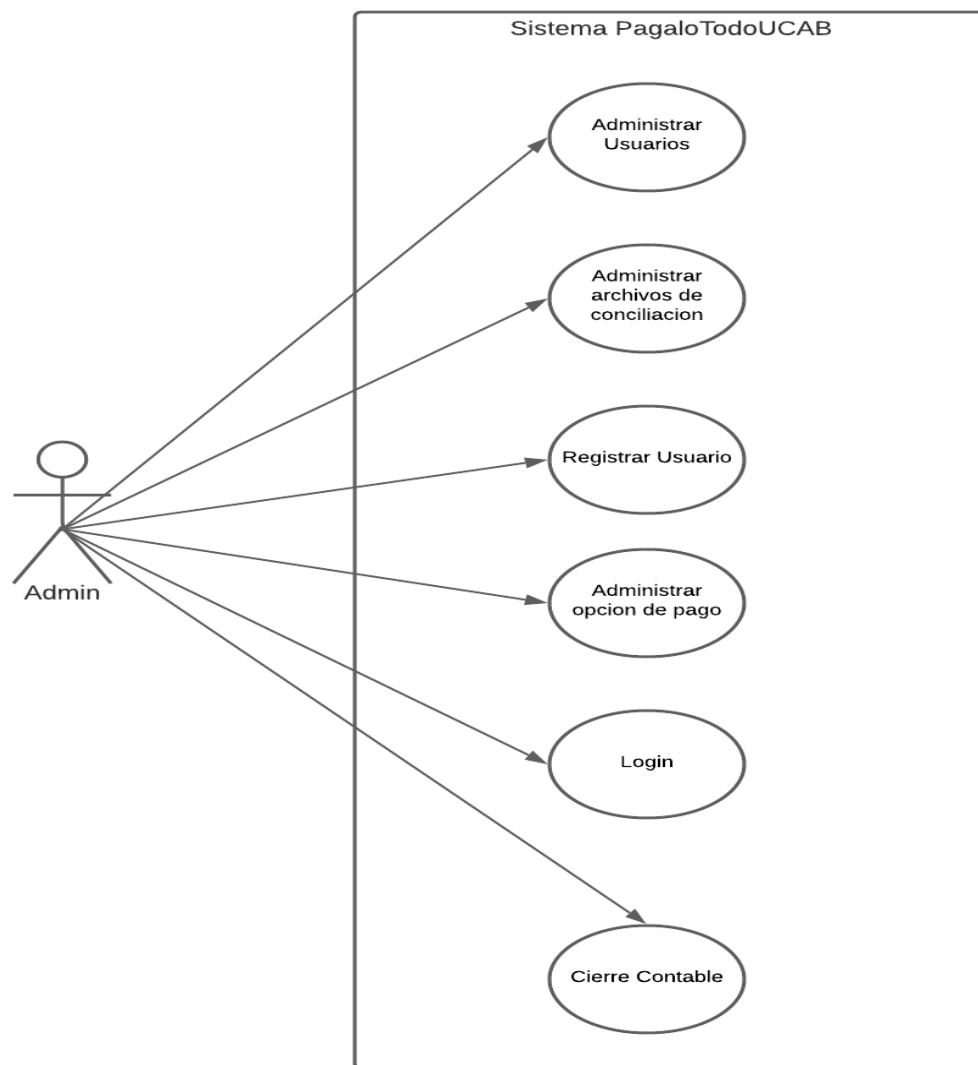 Sistema PagaloTodoUCAB
Administrar
Usuarios
Administrar
archivos de
conciliacion
Registrar Usuario
Admin
Administrar
opcion de pago
Login
Cierre Contable